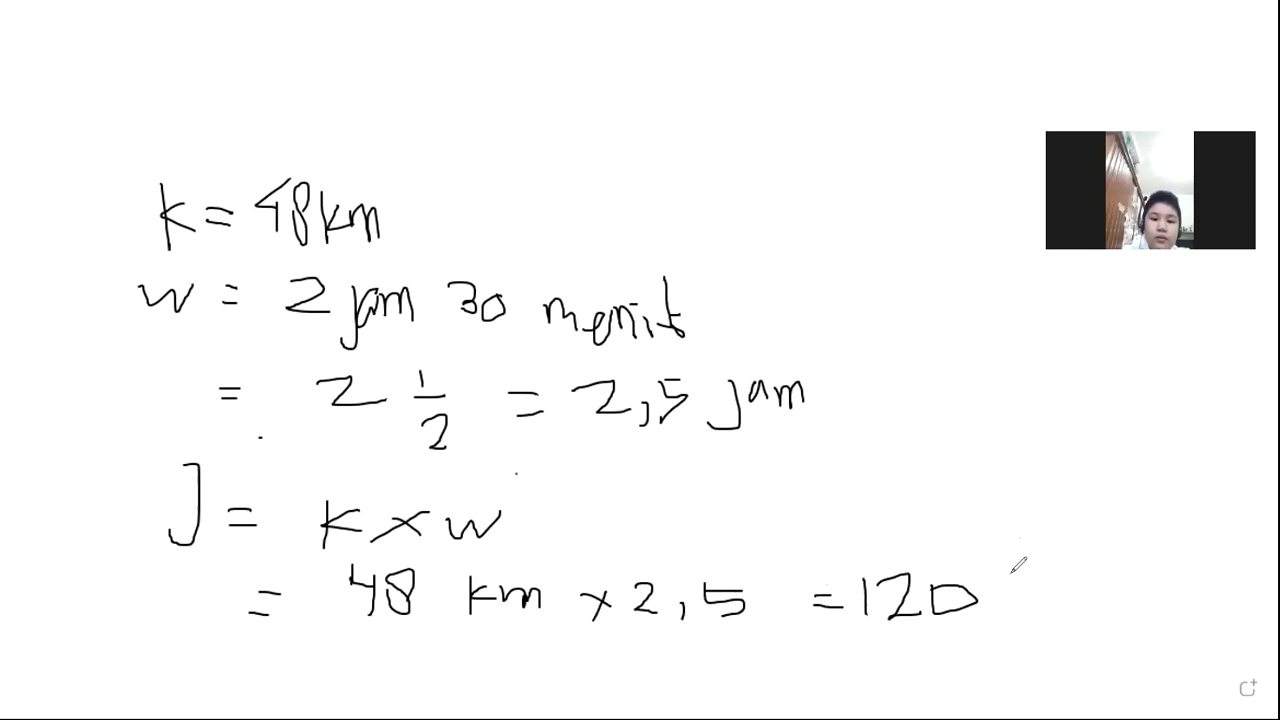 k = 48 km
w = 2 jam 30 menit
= 2 1/2 = 2,5 jam
J = k × w
= 48 km × 2,5 = 120